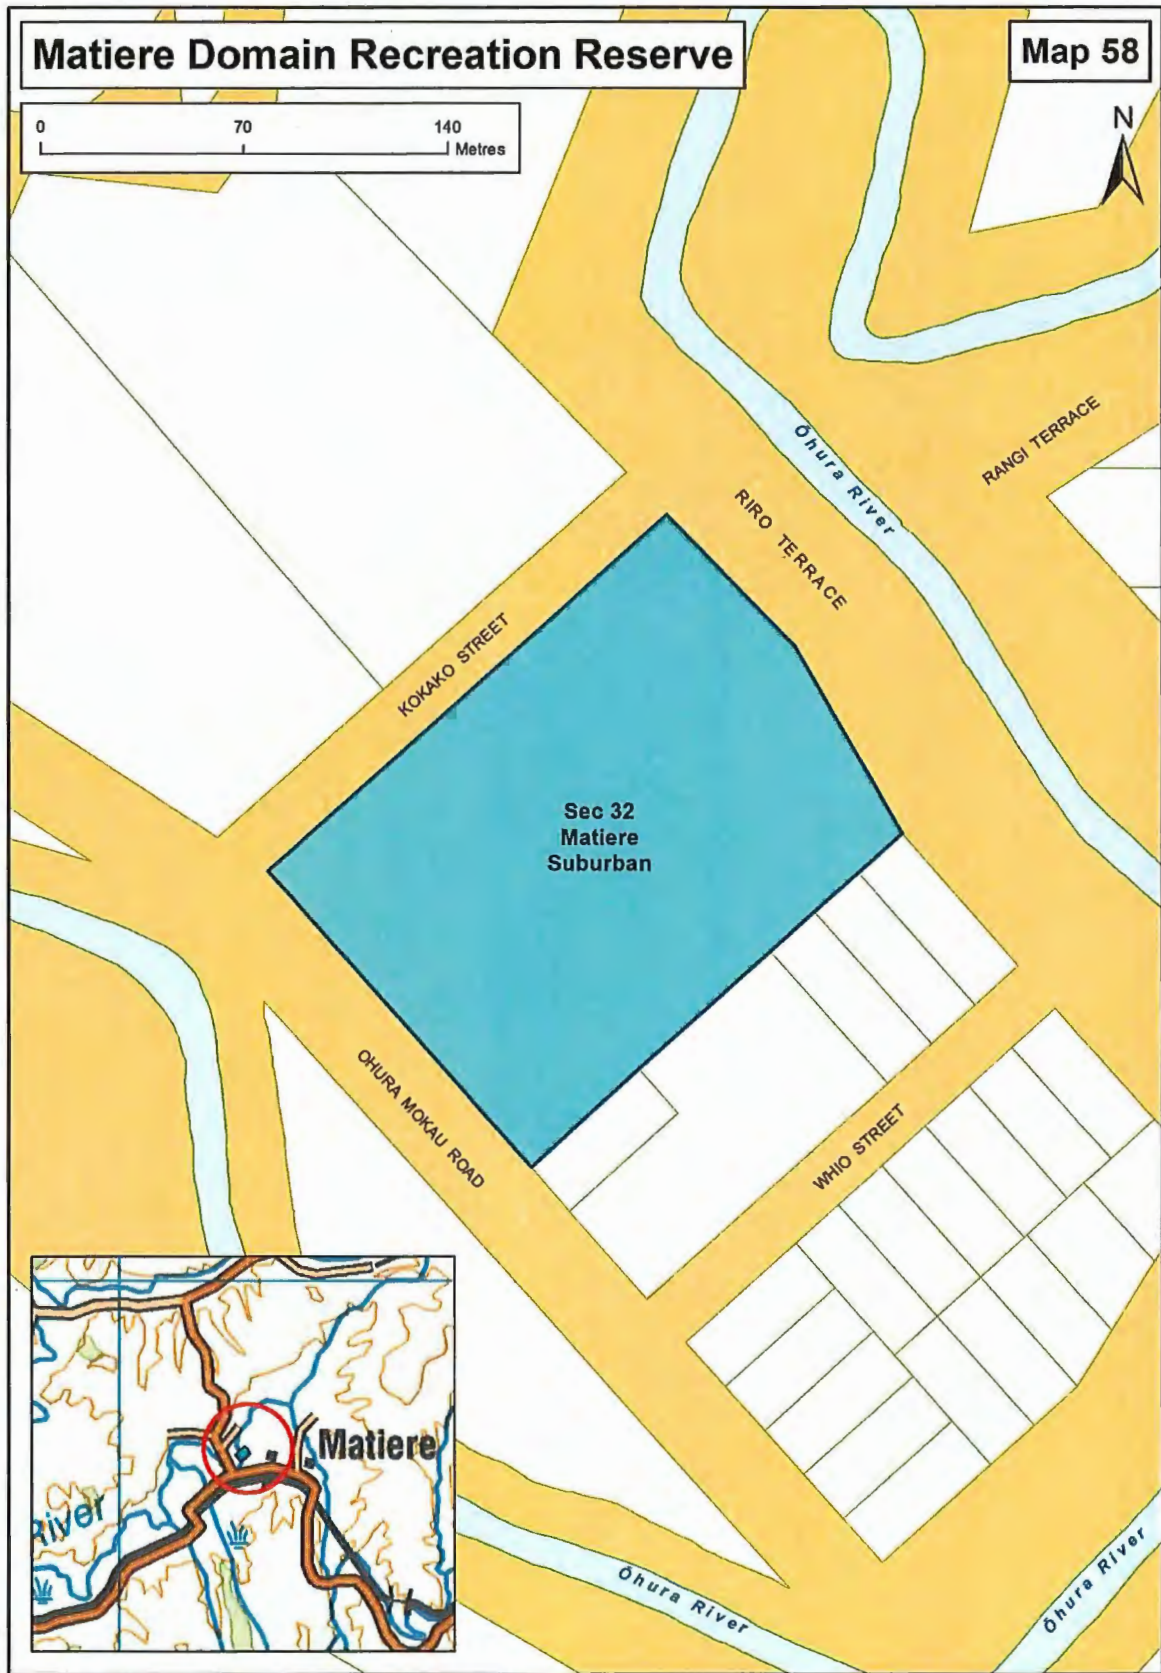 Matiere Domain Recreation Reserve
Map 58
0 70 140
Metres
N
Ōhura River
RANGI TERRACE
RIRO TERRACE
KOKAKO STREET
Sec 32
Matiere
Suburban
OHURA MOKAU ROAD
WHIO STREET
Matiere
River
Ōhura River
Ōhura River